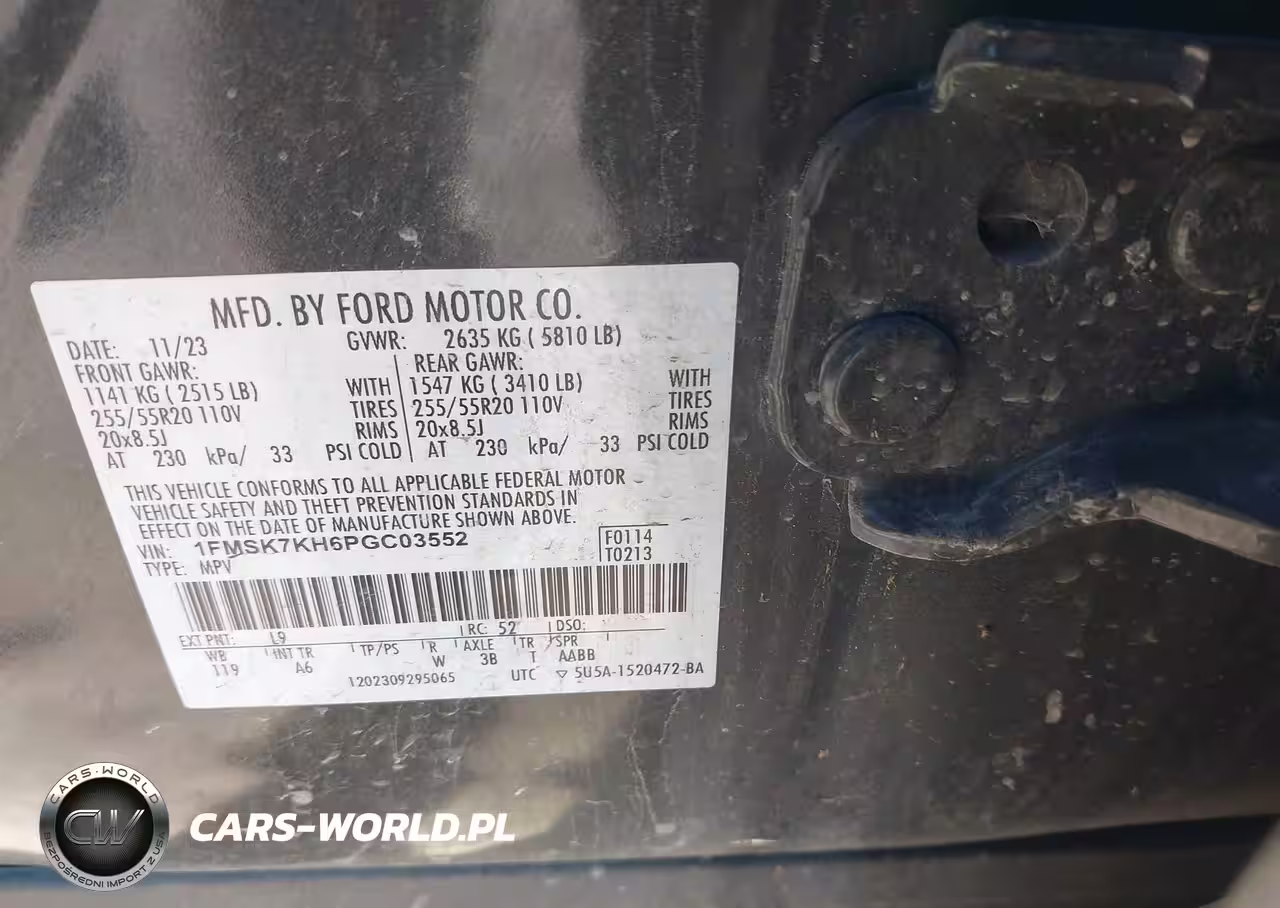 MFD. BY FORD MOTOR CO.
DATE: 11/23 GVWR: 2635 KG ( 5810 LB)
FRONT GAWR: REAR GAWR:
1141 KG ( 2515 LB) WITH 1547 KG ( 3410 LB) WITH
255/55R20 110V TIRES 255/55R20 110V TIRES
20x8.5J RIMS 20x8.5J RIMS
AT 230 kPa/ 33 PSI COLD AT 230 kPa/ 33 PSI COLD
THIS VEHICLE CONFORMS TO ALL APPLICABLE FEDERAL MOTOR
VEHICLE SAFETY AND THEFT PREVENTION STANDARDS IN
EFFECT ON THE DATE OF MANUFACTURE SHOWN ABOVE.
VIN: 1FMSK7KH6PGC03552 F0114
TYPE: MPV T0213
EXT PNT: L9 RC: 52 DSO:
WB INT TR TP/PS R AXLE TR SPR
119 A6 W 3B T AABB
1202309295065 UTC ▽ 5U5A-1520472-BA
CARS-WORLD
CW
BEZPOŚREDNI IMPORT Z USA
CARS-WORLD.PL